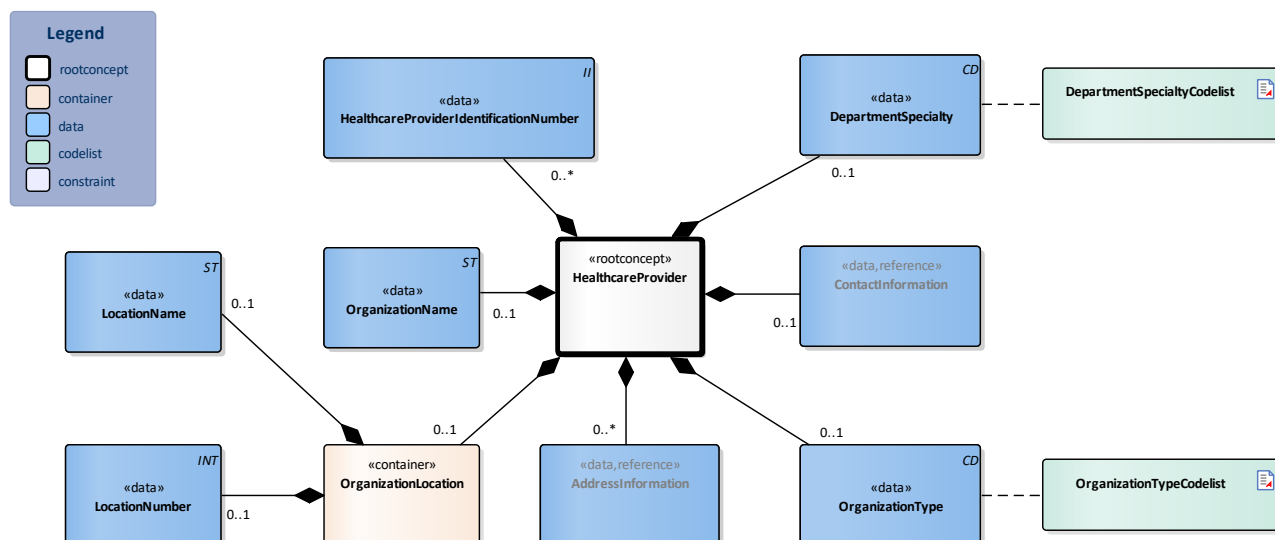 Legend
rootconcept
container
data
codelist
constraint
II
«data»
HealthcareProviderIdentificationNumber
0..*
CD
«data»
DepartmentSpecialty
0..1
DepartmentSpecialtyCodelist
ST
«data»
LocationName
0..1
ST
«data»
OrganizationName
0..1
«rootconcept»
HealthcareProvider
«data,reference»
ContactInformation
0..1
0..1
0..*
0..1
INT
«data»
LocationNumber
0..1
«container»
OrganizationLocation
«data,reference»
AddressInformation
CD
«data»
OrganizationType
OrganizationTypeCodelist